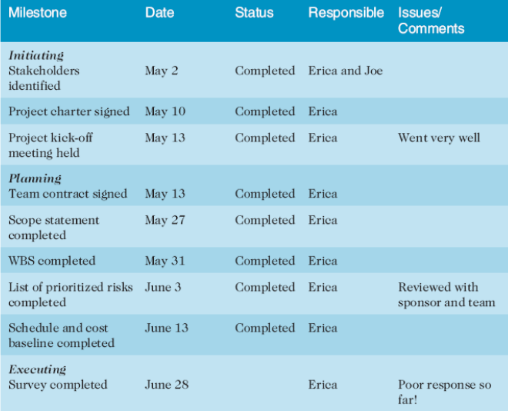 Milestone Date Status Responsible Issues/
Comments
Initiating
Stakeholders May 2 Completed Erica and Joe
identified
Project charter signed May 10 Completed Erica
Project kick-off May 13 Completed Erica Went very well
meeting held
Planning
Team contract signed May 13 Completed Erica
Scope statement May 27 Completed Erica
completed
WBS completed May 31 Completed Erica
List of prioritized risks June 3 Completed Erica Reviewed with
completed sponsor and team
Schedule and cost June 13 Completed Erica
baseline completed
Executing
Survey completed June 28 Erica Poor response so
far!